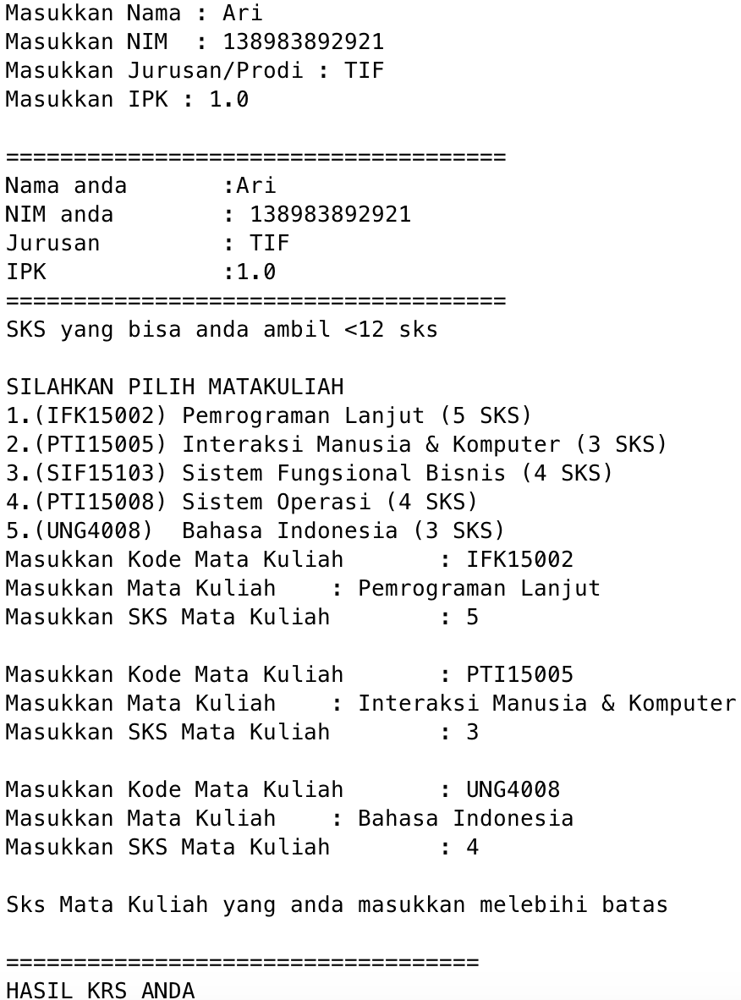 Masukkan Nama : Ari
Masukkan NIM  : 138983892921
Masukkan Jurusan/Prodi : TIF
Masukkan IPK : 1.0
=====================================
Nama anda       :Ari
NIM anda        : 138983892921
Jurusan         : TIF
IPK             :1.0
=====================================
SKS yang bisa anda ambil <12 sks
SILAHKAN PILIH MATAKULIAH
1.(IFK15002) Pemrograman Lanjut (5 SKS)
2.(PTI15005) Interaksi Manusia & Komputer (3 SKS)
3.(SIF15103) Sistem Fungsional Bisnis (4 SKS)
4.(PTI15008) Sistem Operasi (4 SKS)
5.(UNG4008)  Bahasa Indonesia (3 SKS)
Masukkan Kode Mata Kuliah       : IFK15002
Masukkan Mata Kuliah    : Pemrograman Lanjut
Masukkan SKS Mata Kuliah        : 5
Masukkan Kode Mata Kuliah       : PTI15005
Masukkan Mata Kuliah    : Interaksi Manusia & Komputer
Masukkan SKS Mata Kuliah        : 3
Masukkan Kode Mata Kuliah       : UNG4008
Masukkan Mata Kuliah    : Bahasa Indonesia
Masukkan SKS Mata Kuliah        : 4
Sks Mata Kuliah yang anda masukkan melebihi batas
===================================
HASIL KRS ANDA